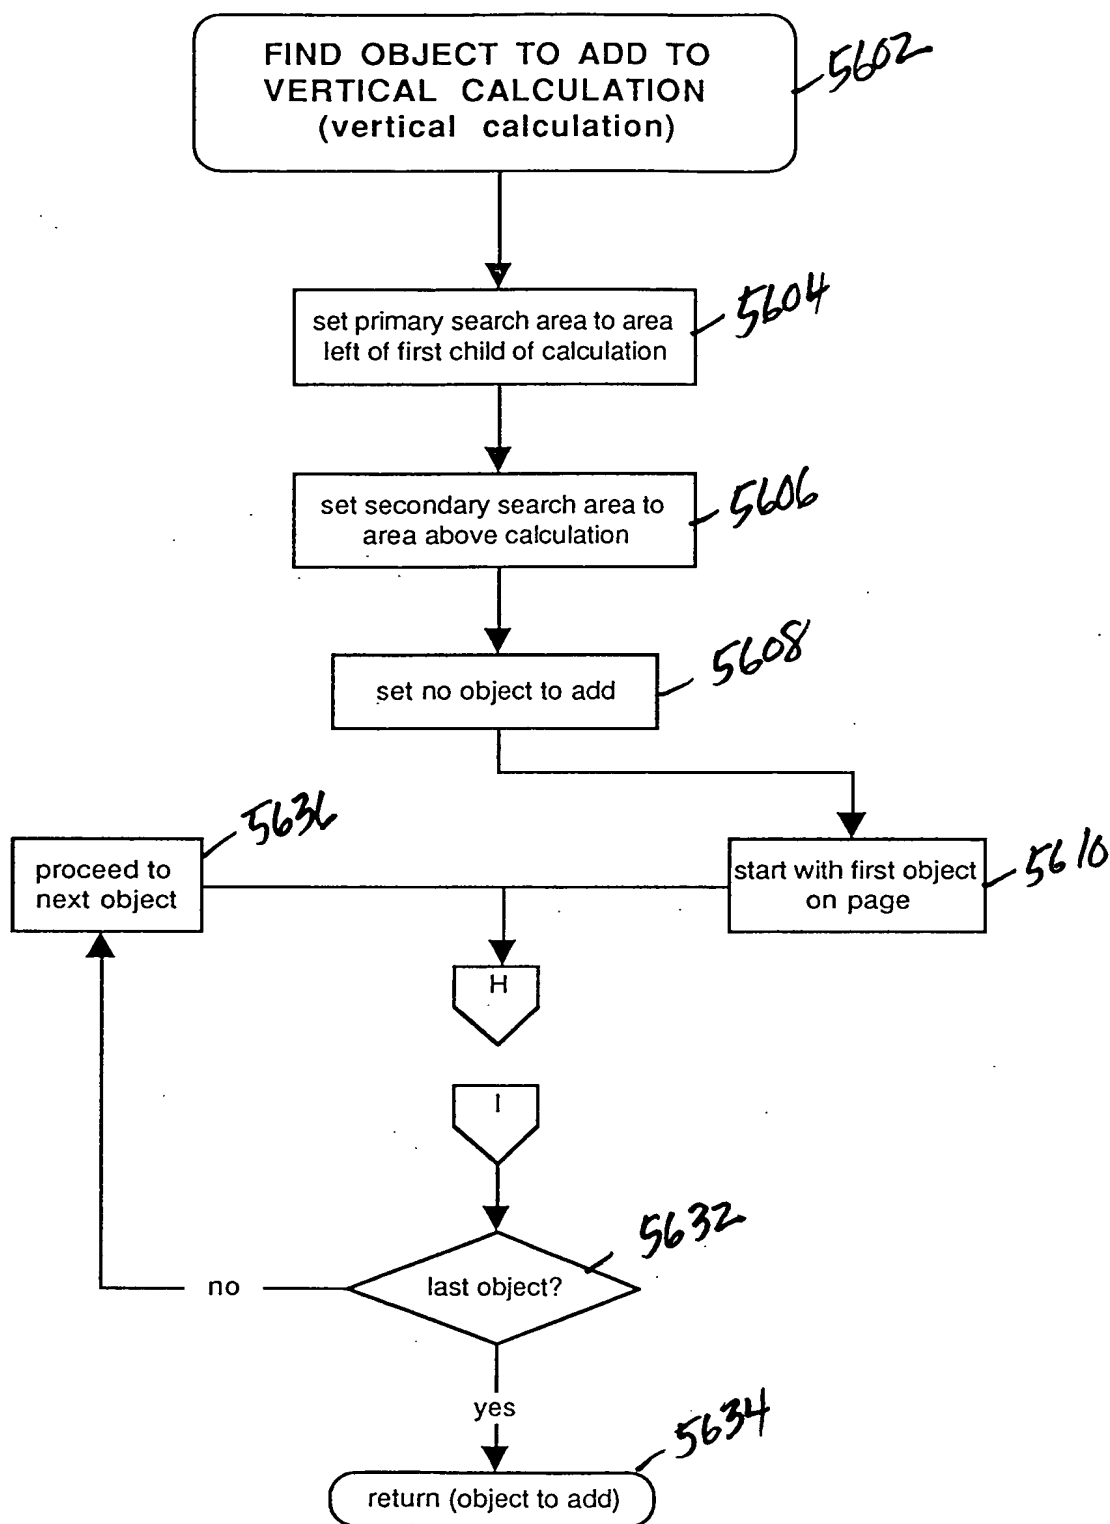 FIND OBJECT TO ADD TO
VERTICAL CALCULATION
(vertical calculation)
5602
set primary search area to area
left of first child of calculation
5604
set secondary search area to
area above calculation
5606
set no object to add
5608
proceed to
next object
5636
start with first object
on page
5610
H
I
last object?
5632
no
yes
return (object to add)
5634